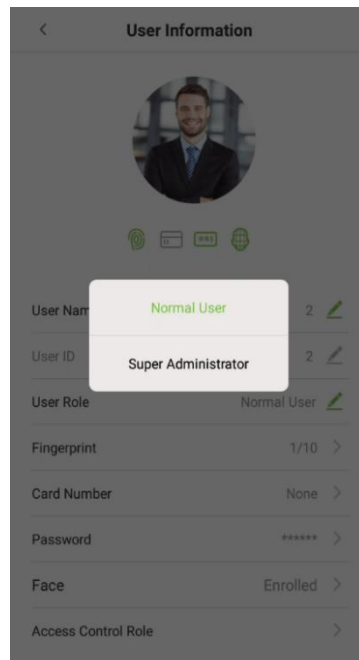 User Information
Normal User
User Nam 2
User ID 2
Super Administrator
User Role Normal User
Fingerprint 1/10
Card Number None
Password ******
Face Enrolled
Access Control Role